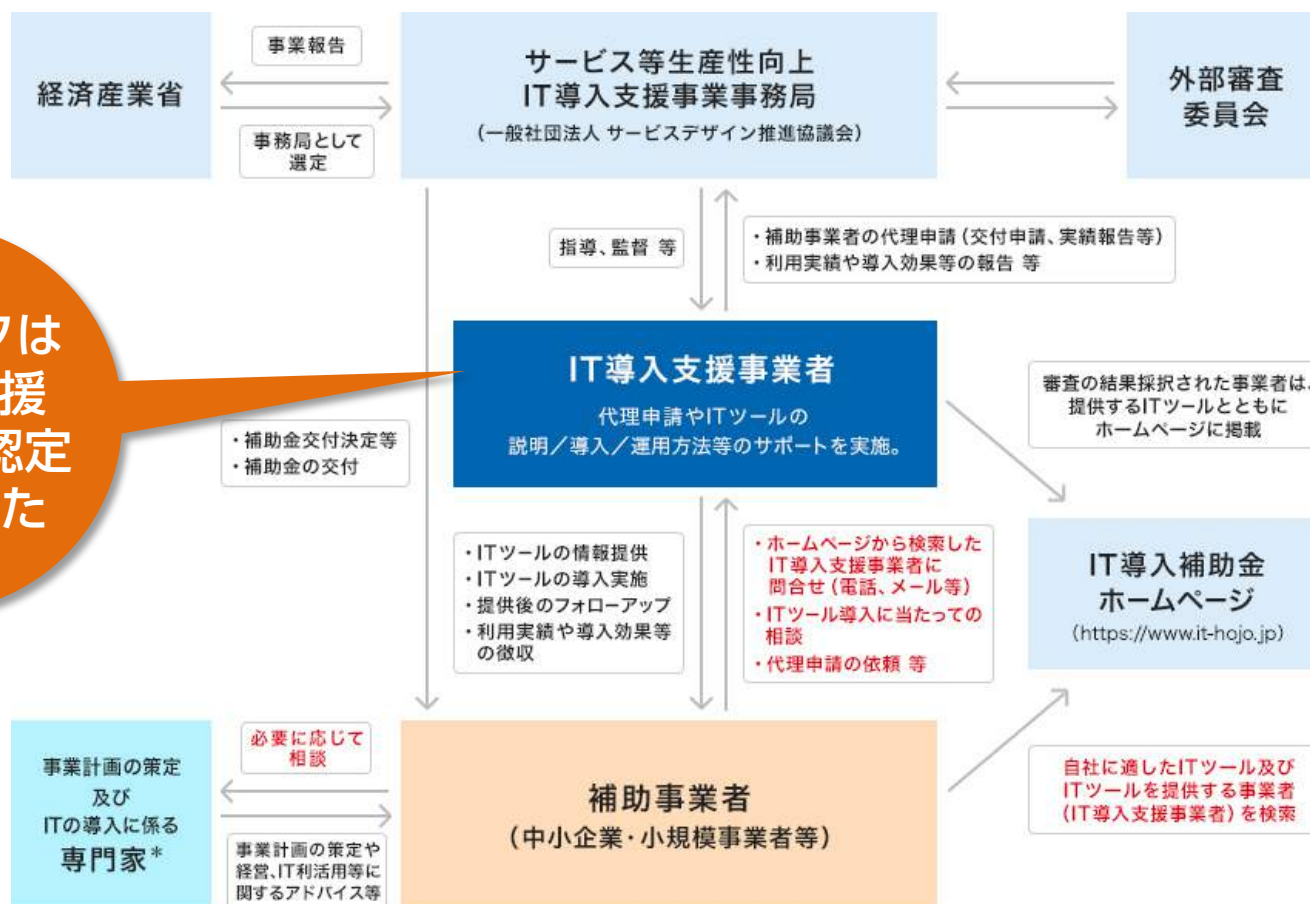 経済産業省
事業報告
事務局として
選定
サービス等生産性向上
IT導入支援事業事務局
（一般社団法人 サービスデザイン推進協議会）
外部審査
委員会
指導、監督 等
・補助事業者の代理申請（交付申請、実績報告等）
・利用実績や導入効果等の報告 等
は
援
認定
た
IT導入支援事業者
代理申請やITツールの
説明／導入／運用方法等のサポートを実施。
審査の結果採択された事業者は、
提供するITツールとともに
ホームページに掲載
・補助金交付決定等
・補助金の交付
・ITツールの情報提供
・ITツールの導入実施
・提供後のフォローアップ
・利用実績や導入効果等
の徴収
・ホームページから検索した
IT導入支援事業者に
問合せ（電話、メール等）
・ITツール導入に当たっての
相談
・代理申請の依頼 等
IT導入補助金
ホームページ
（https://www.it-hojo.jp）
事業計画の策定
及び
ITの導入に係る
専門家*
必要に応じて
相談
事業計画の策定や
経営、IT利活用等に
関するアドバイス等
補助事業者
（中小企業・小規模事業者等）
自社に適したITツール及び
ITツールを提供する事業者
（IT導入支援事業者）を検索